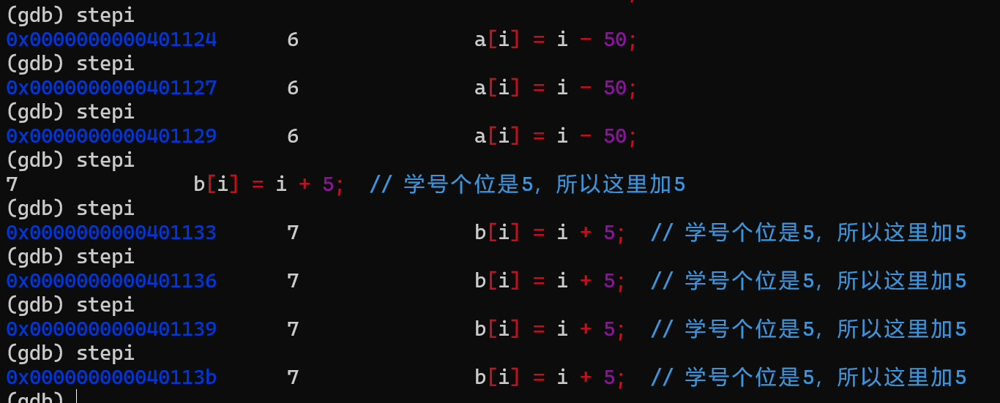 (gdb) stepi
0x0000000000401124      6               a[i] = i - 50;
(gdb) stepi
0x0000000000401127      6               a[i] = i - 50;
(gdb) stepi
0x0000000000401129      6               a[i] = i - 50;
(gdb) stepi
7               b[i] = i + 5;  // 学号个位是5，所以这里加5
(gdb) stepi
0x0000000000401133      7               b[i] = i + 5;  // 学号个位是5，所以这里加5
(gdb) stepi
0x0000000000401136      7               b[i] = i + 5;  // 学号个位是5，所以这里加5
(gdb) stepi
0x0000000000401139      7               b[i] = i + 5;  // 学号个位是5，所以这里加5
(gdb) stepi
0x000000000040113b      7               b[i] = i + 5;  // 学号个位是5，所以这里加5
(gdb)